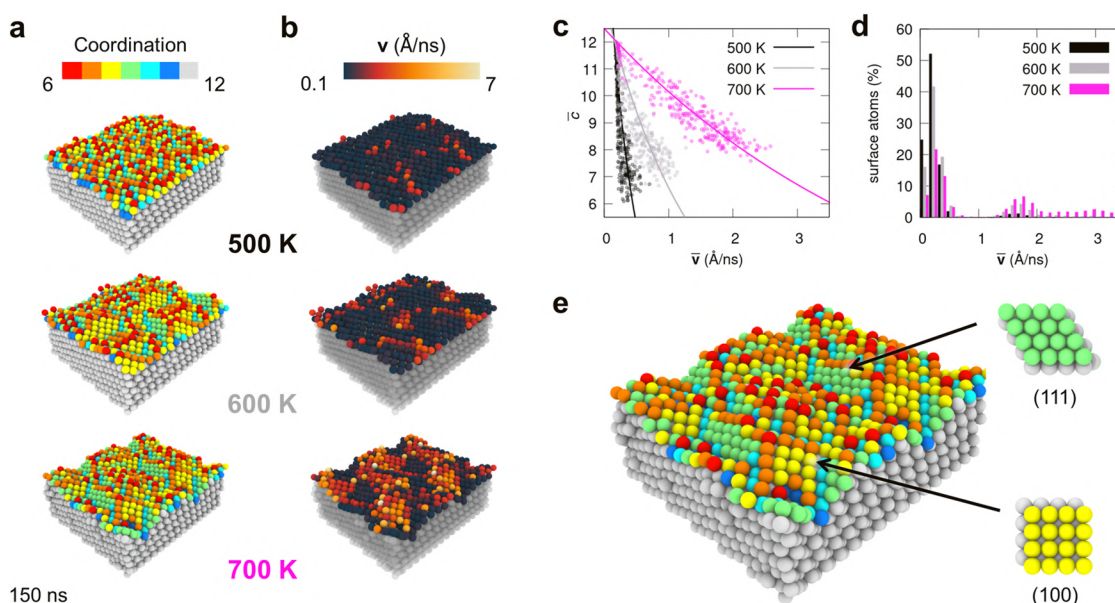 a
Coordination
6
12
500 K
600 K
700 K
150 ns
b
v (Å/ns)
0.1
7
c
12
11
10
9
8
7
6
c̅
0 1 2 3
v̅ (Å/ns)
500 K
600 K
700 K
d
60
50
40
30
20
10
0
surface atoms (%)
0 1 2 3
v̅ (Å/ns)
500 K
600 K
700 K
e
(111)
(100)